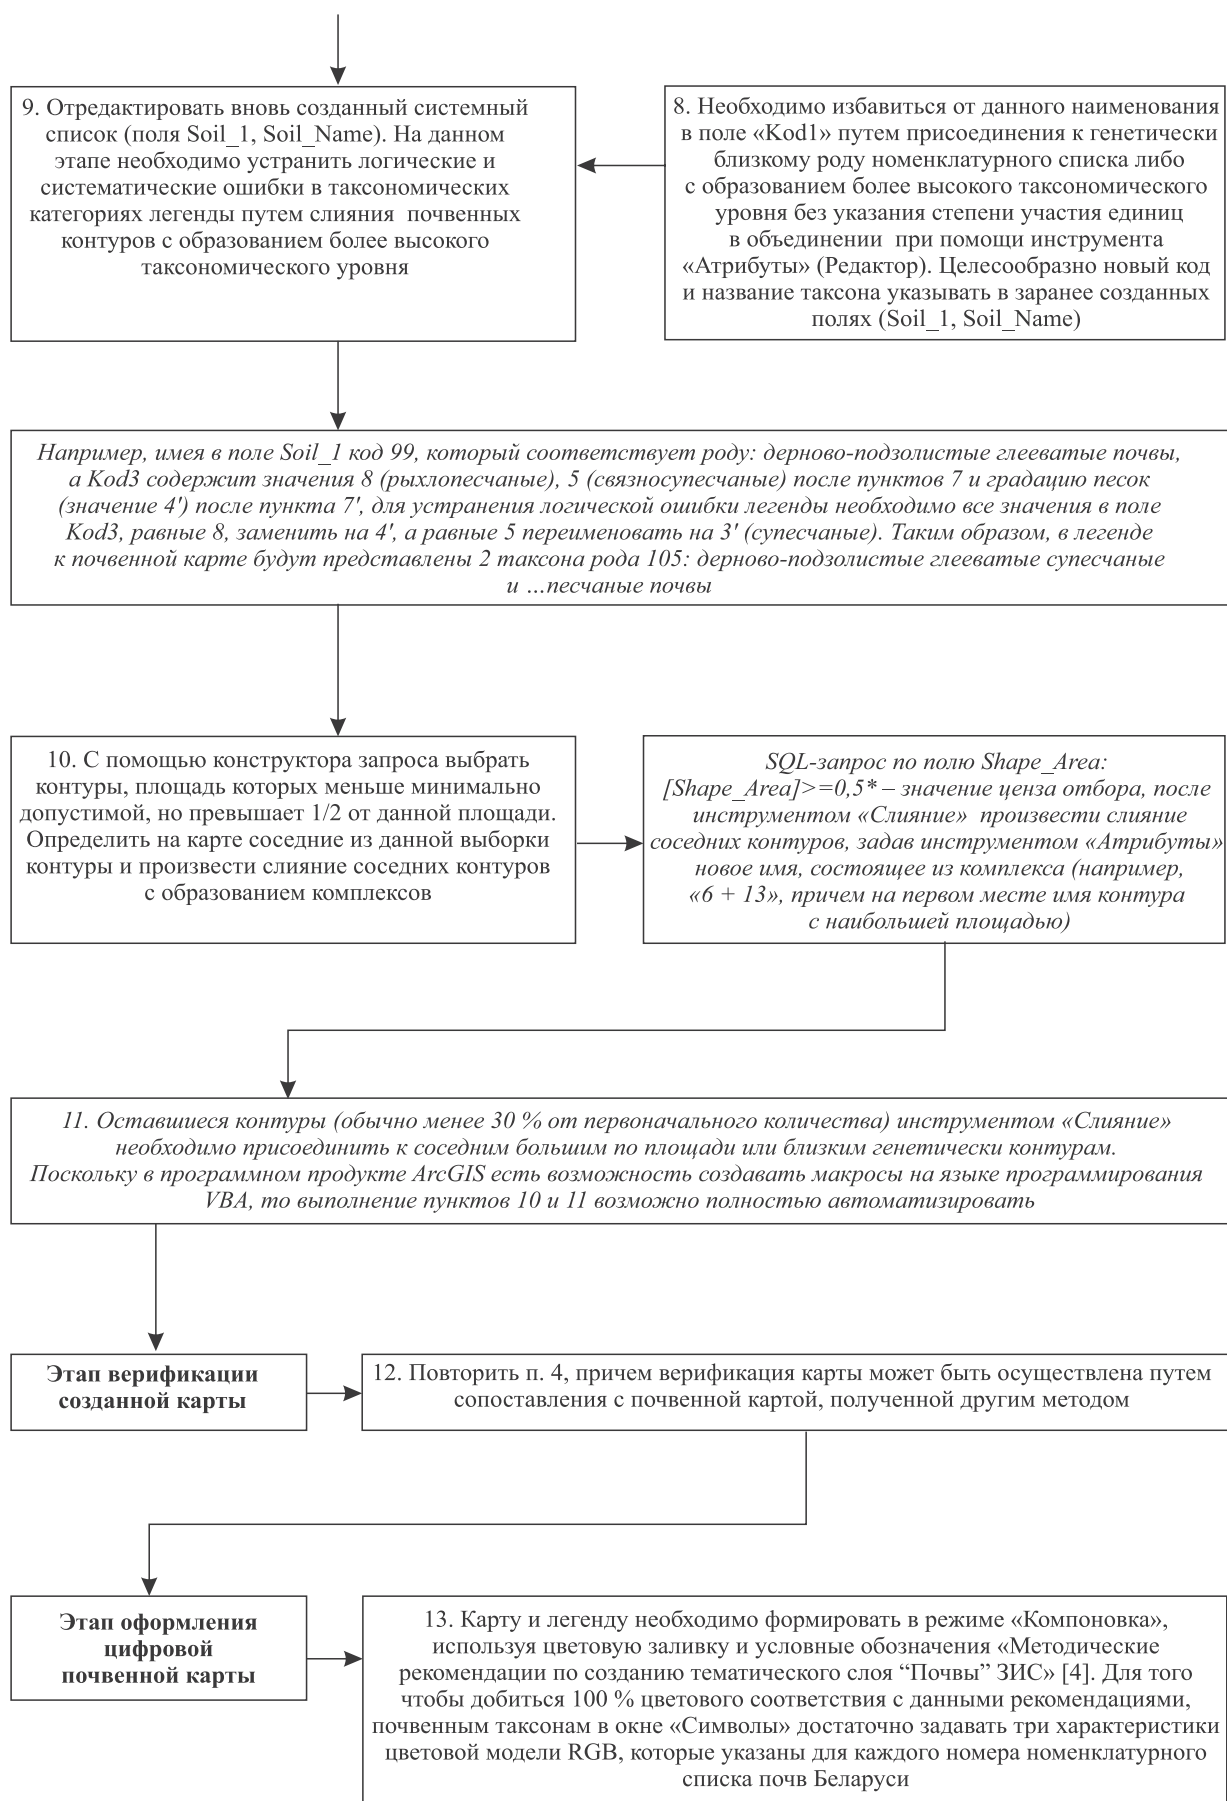 9. Отредактировать вновь созданный системный
список (поля Soil_1, Soil_Name). На данном
этапе необходимо устранить логические и
систематические ошибки в таксономических
категориях легенды путем слияния почвенных
контуров с образованием более высокого
таксономического уровня
8. Необходимо избавиться от данного наименования
в поле «Kod1» путем присоединения к генетически
близкому роду номенклатурного списка либо
с образованием более высокого таксономического
уровня без указания степени участия единиц
в объединении при помощи инструмента
«Атрибуты» (Редактор). Целесообразно новый код
и название таксона указывать в заранее созданных
полях (Soil_1, Soil_Name)
Например, имея в поле Soil_1 код 99, который соответствует роду: дерново-подзолистые глееватые почвы,
а Kod3 содержит значения 8 (рыхлопесчаные), 5 (связносупесчаные) после пунктов 7 и градацию песок
(значение 4') после пункта 7', для устранения логической ошибки легенды необходимо все значения в поле
Kod3, равные 8, заменить на 4', а равные 5 переименовать на 3' (супесчаные). Таким образом, в легенде
к почвенной карте будут представлены 2 таксона рода 105: дерново-подзолистые глееватые супесчаные
и …песчаные почвы
10. С помощью конструктора запроса выбрать
контуры, площадь которых меньше минимально
допустимой, но превышает 1/2 от данной площади.
Определить на карте соседние из данной выборки
контуры и произвести слияние соседних контуров
с образованием комплексов
SQL-запрос по полю Shape_Area:
[Shape_Area]>=0,5* – значение ценза отбора, после
инструментом «Слияние» произвести слияние
соседних контуров, задав инструментом «Атрибуты»
новое имя, состоящее из комплекса (например,
«6 + 13», причем на первом месте имя контура
с наибольшей площадью)
11. Оставшиеся контуры (обычно менее 30 % от первоначального количества) инструментом «Слияние»
необходимо присоединить к соседним большим по площади или близким генетически контурам.
Поскольку в программном продукте ArcGIS есть возможность создавать макросы на языке программирования
VBA, то выполнение пунктов 10 и 11 возможно полностью автоматизировать
Этап верификации
созданной карты
12. Повторить п. 4, причем верификация карты может быть осуществлена путем
сопоставления с почвенной картой, полученной другим методом
Этап оформления
цифровой
почвенной карты
13. Карту и легенду необходимо формировать в режиме «Компоновка»,
используя цветовую заливку и условные обозначения «Методические
рекомендации по созданию тематического слоя “Почвы” ЗИС» [4]. Для того
чтобы добиться 100 % цветового соответствия с данными рекомендациями,
почвенным таксонам в окне «Символы» достаточно задавать три характеристики
цветовой модели RGB, которые указаны для каждого номера номенклатурного
списка почв Беларуси